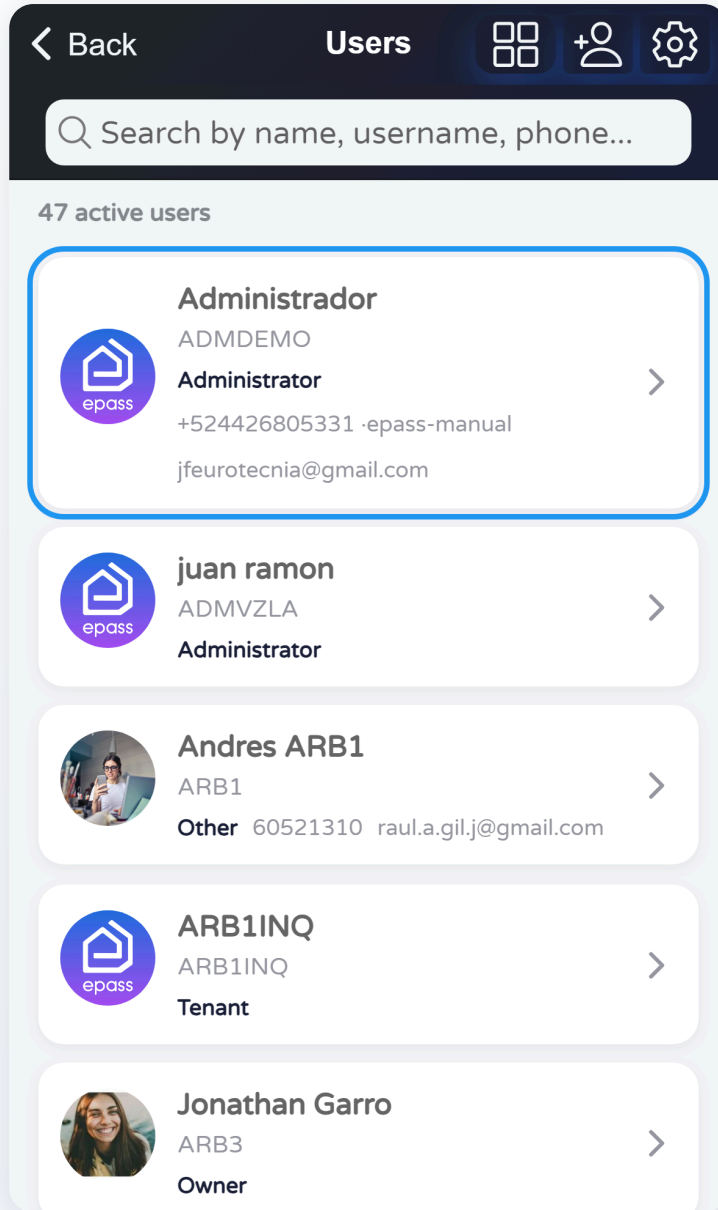 Back Users
Search by name, username, phone...
47 active users
Administrador
ADMDEMO
Administrator
+524426805331 ·epass-manual
jfeurotecnia@gmail.com
epass
juan ramon
ADMVZLA
Administrator
epass
Andres ARB1
ARB1
Other 60521310 raul.a.gil.j@gmail.com
ARB1INQ
ARB1INQ
Tenant
epass
Jonathan Garro
ARB3
Owner